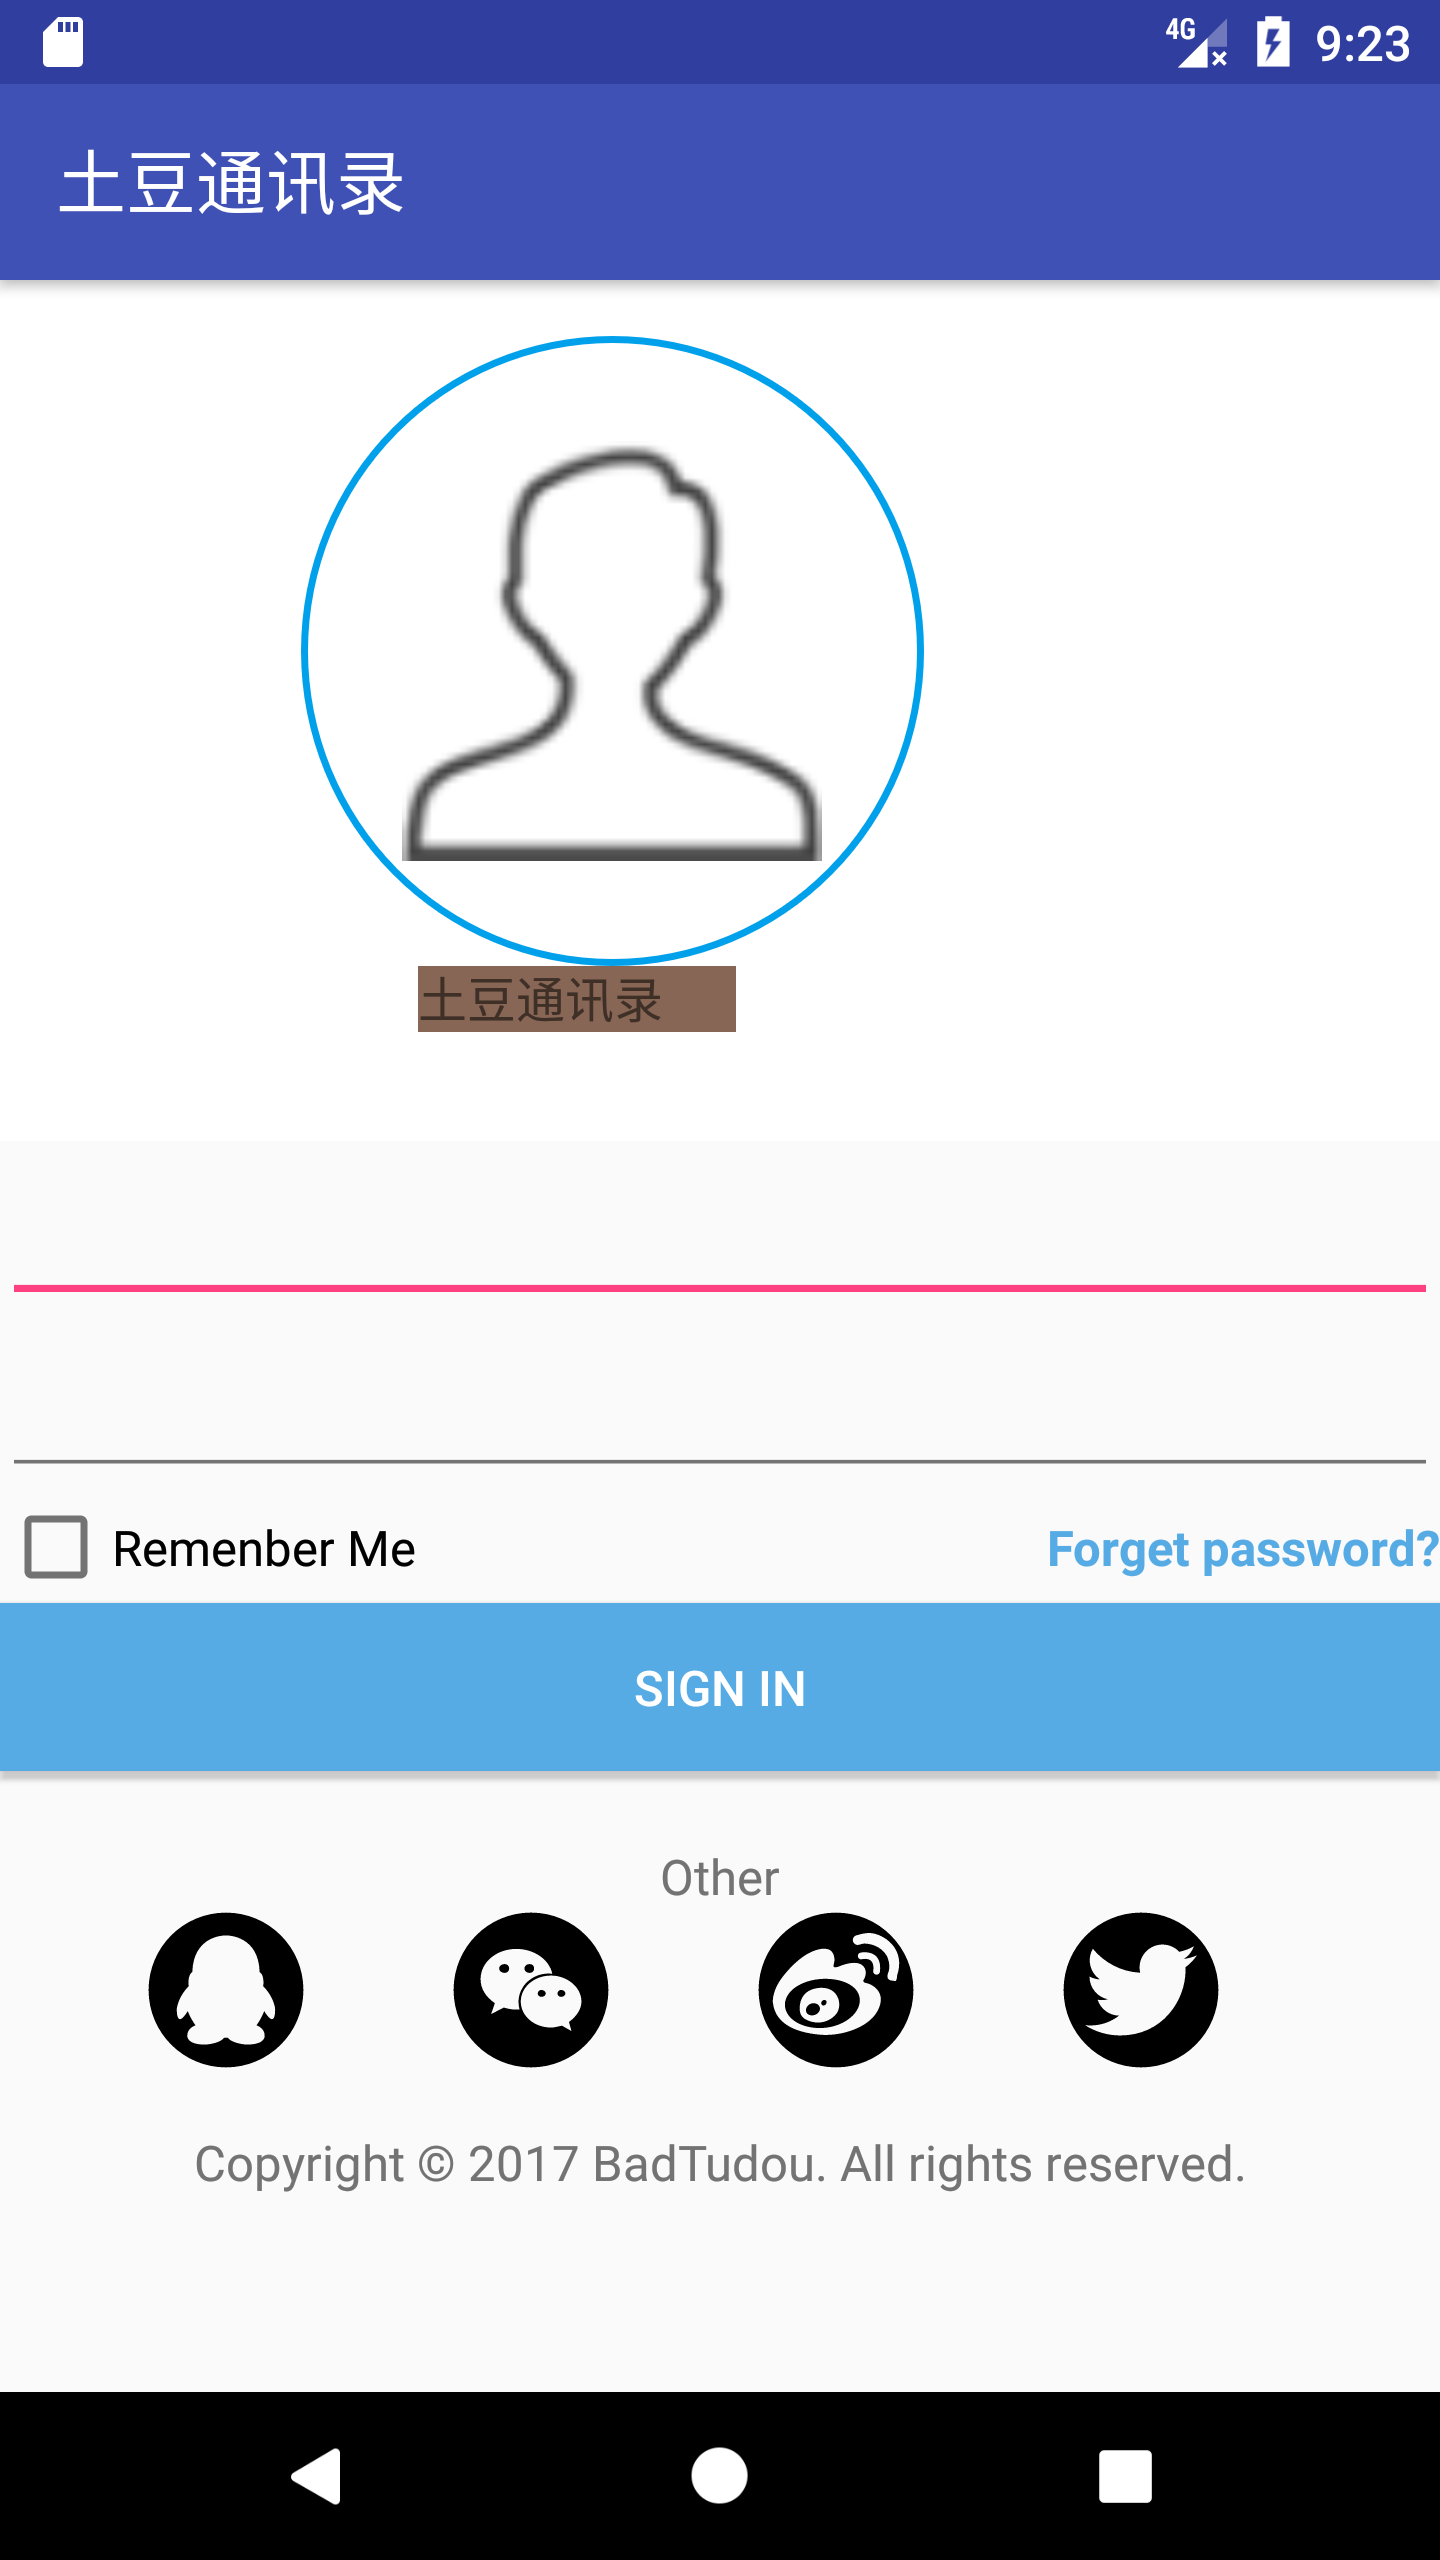 4G 9:23
土豆通讯录
土豆通讯录
Remenber Me Forget password?
SIGN IN
Other
Copyright © 2017 BadTudou. All rights reserved.